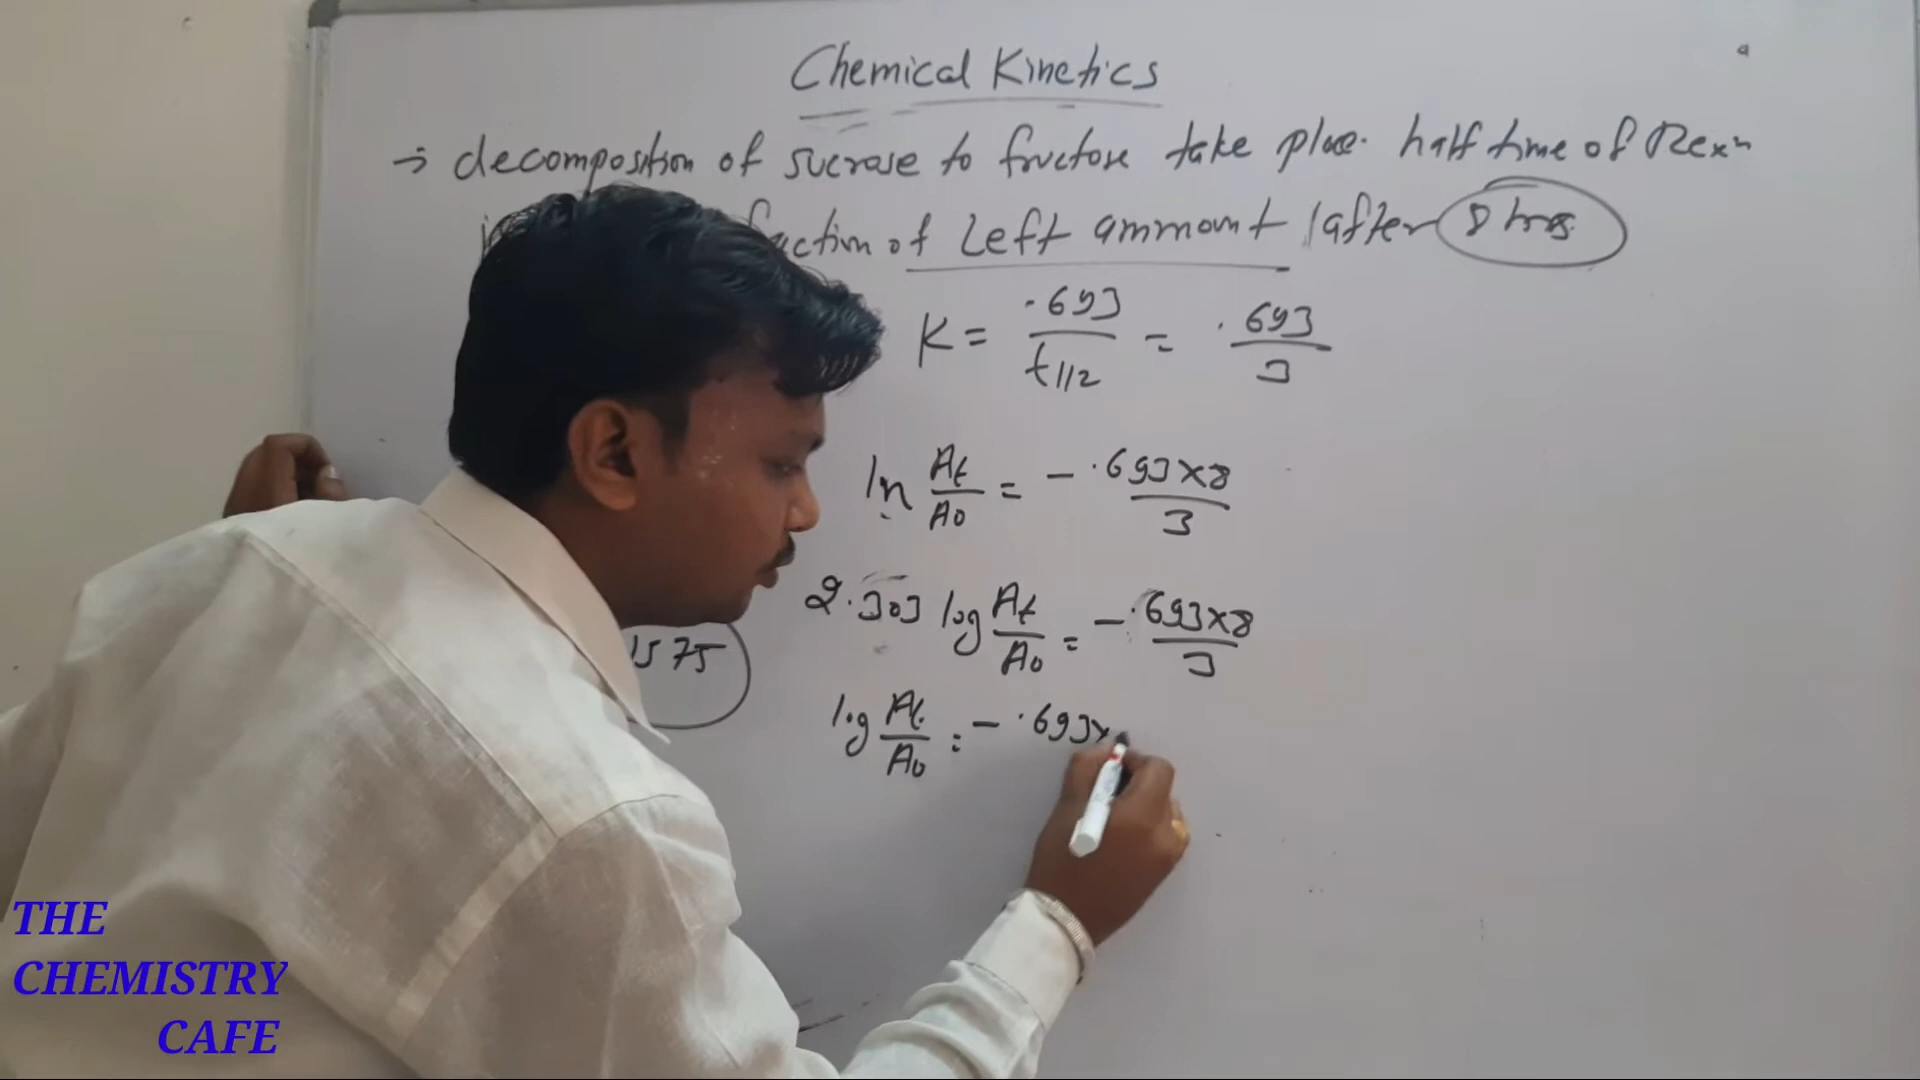 Chemical Kinetics
→ decomposition of sucrose to fructose take place. half time of Rexn
action of Left ammount after 8 hrs.
K = .693 / t1/2 = .693 / 3
ln At/A0 = - .693×8 / 3
2.303 log At/A0 = - .693×8 / 3
1575
log At/A0 = - .693×
THE
CHEMISTRY
CAFE